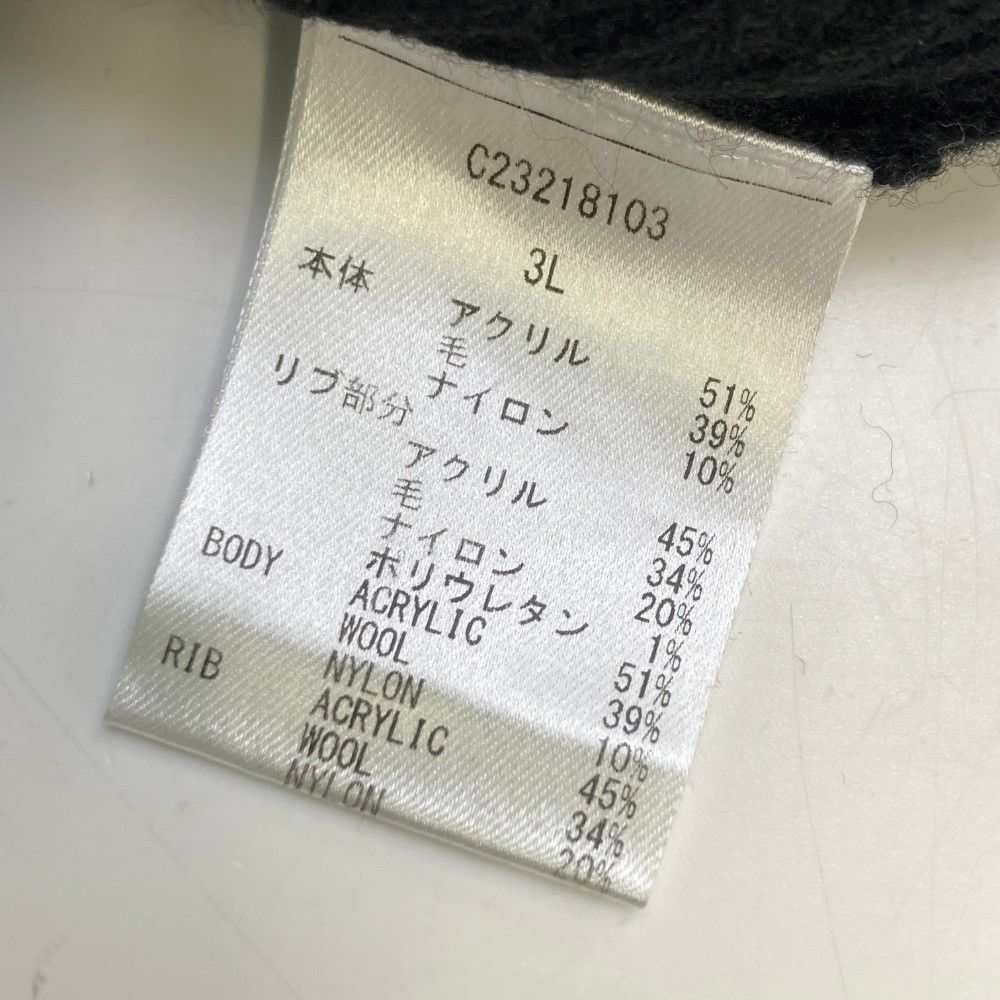 C23218103
3L
本体 アクリル 51%
毛 39%
ナイロン 10%
リブ部分
アクリル 45%
毛 34%
ナイロン 20%
ポリウレタン 1%
BODY ACRYLIC 51%
WOOL 39%
NYLON 10%
RIB ACRYLIC 45%
WOOL 34%
NYLON 20%